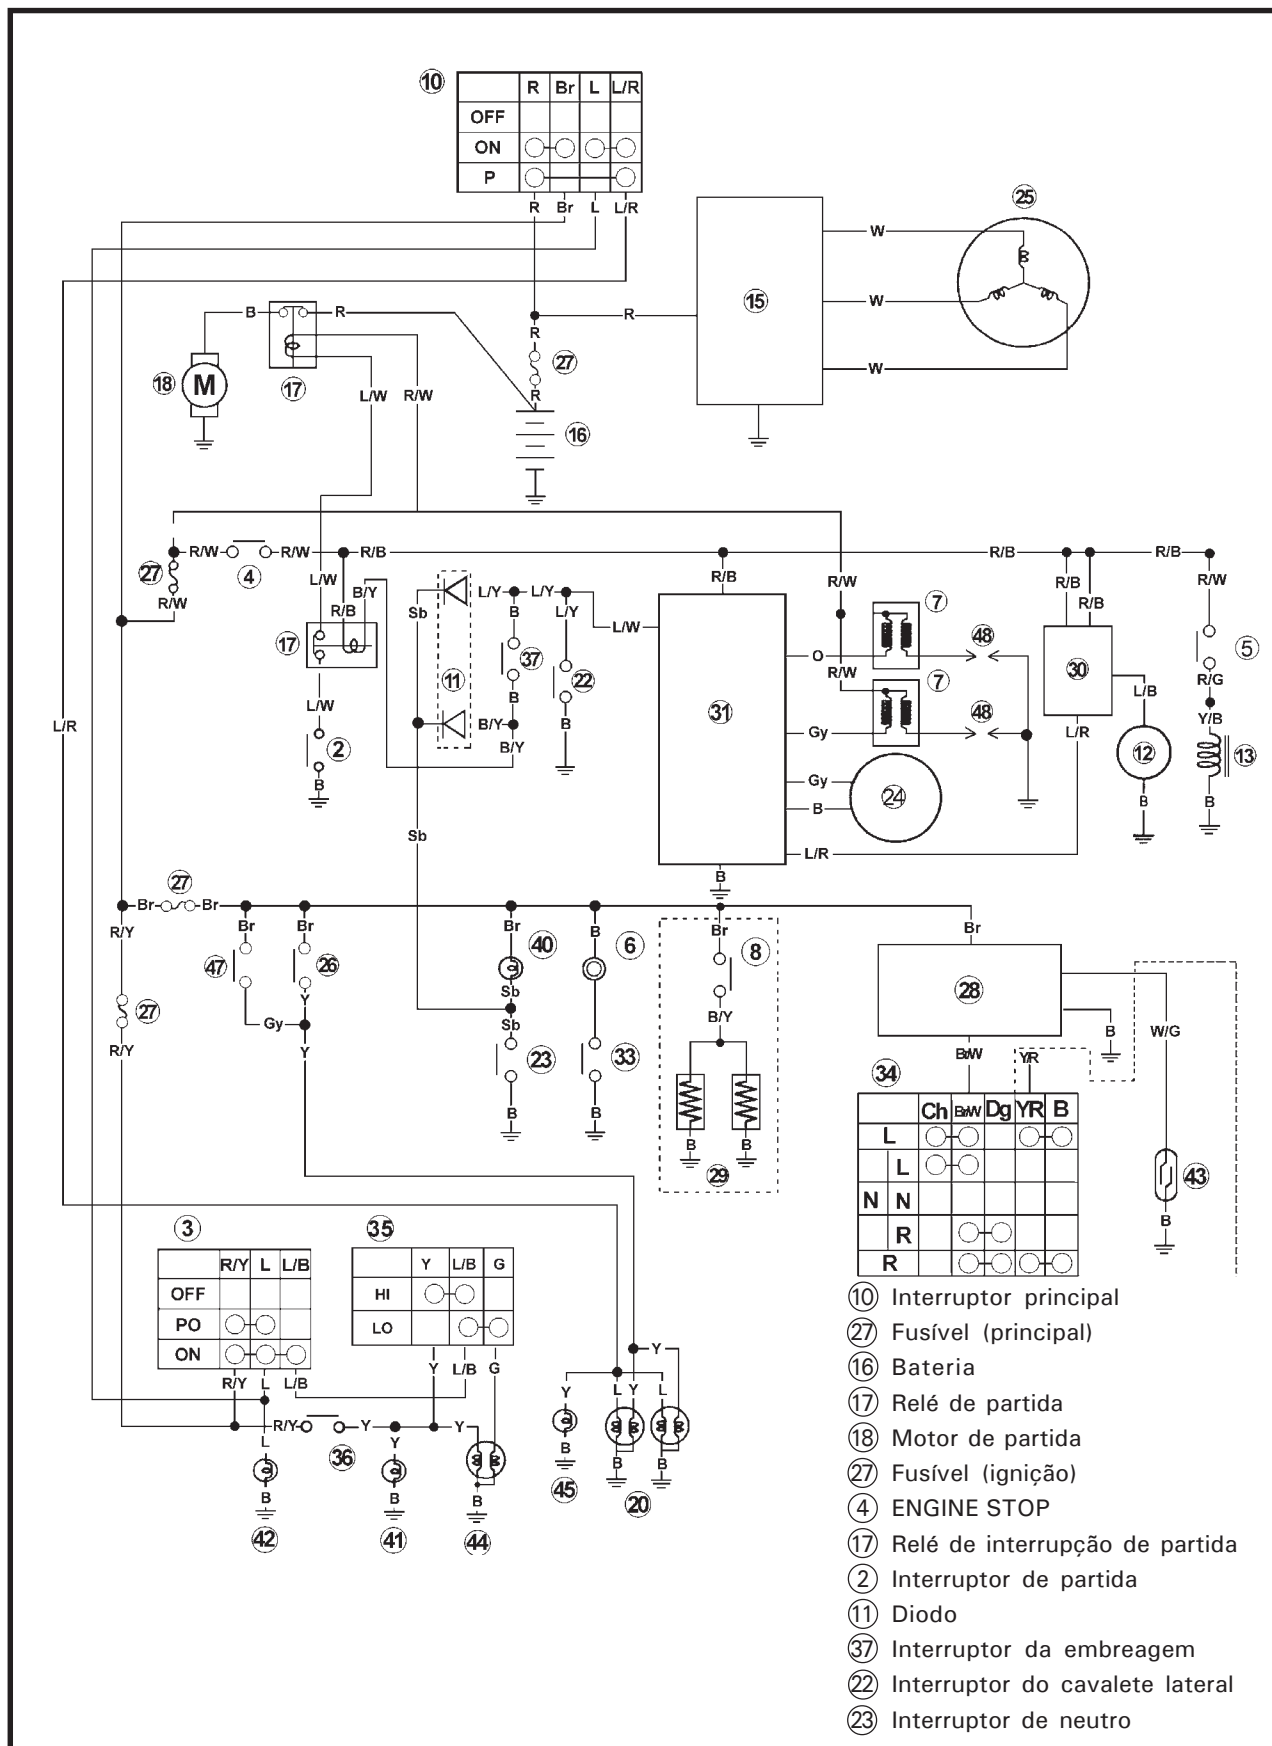 10
R Br L L/R
OFF
ON
P
R Br L L/R
25
W
15
W
R
W
B R
R
27
R
18 M
17
L/W R/W
16
R/W R/W R/B R/B R/B
27
4
R/W
L/W
R/B
B/Y
Sb
L/Y L/Y
B
L/Y
L/W
R/B
R/W
7
R/B
R/B
R/W
17
11
37
22
O
R/W
48
5
31
30
R/G
L/B
L/W
B
B/Y
B/Y
B
7
Gy
48
L/R
Y/B
L/R
2
B
Gy
24
B
12
B
13
B
Sb
L/R
B
27
Br Br
R/Y
Br Br
Br B Br
Br
47
26
Y
40
Sb
6
8
28
27
Gy
Sb
B/Y
B
W/G
R/Y
Y
23
33
BrW
Y/R
34
Ch BrW Dg YR B
L
B B
B B
L
29
N N
43
R
B
R
3
35
R/Y L L/B
Y L/B G
OFF
HI
PO
LO
ON
R/Y L L/B
Y L/B G
Y
Y L Y L
R/Y Y Y
L
36
Y
B
B B
B
B
B
45
20
42
41
44
10 Interruptor principal
27 Fusível (principal)
16 Bateria
17 Relé de partida
18 Motor de partida
27 Fusível (ignição)
4 ENGINE STOP
17 Relé de interrupção de partida
2 Interruptor de partida
11 Diodo
37 Interruptor da embreagem
22 Interruptor do cavalete lateral
23 Interruptor de neutro